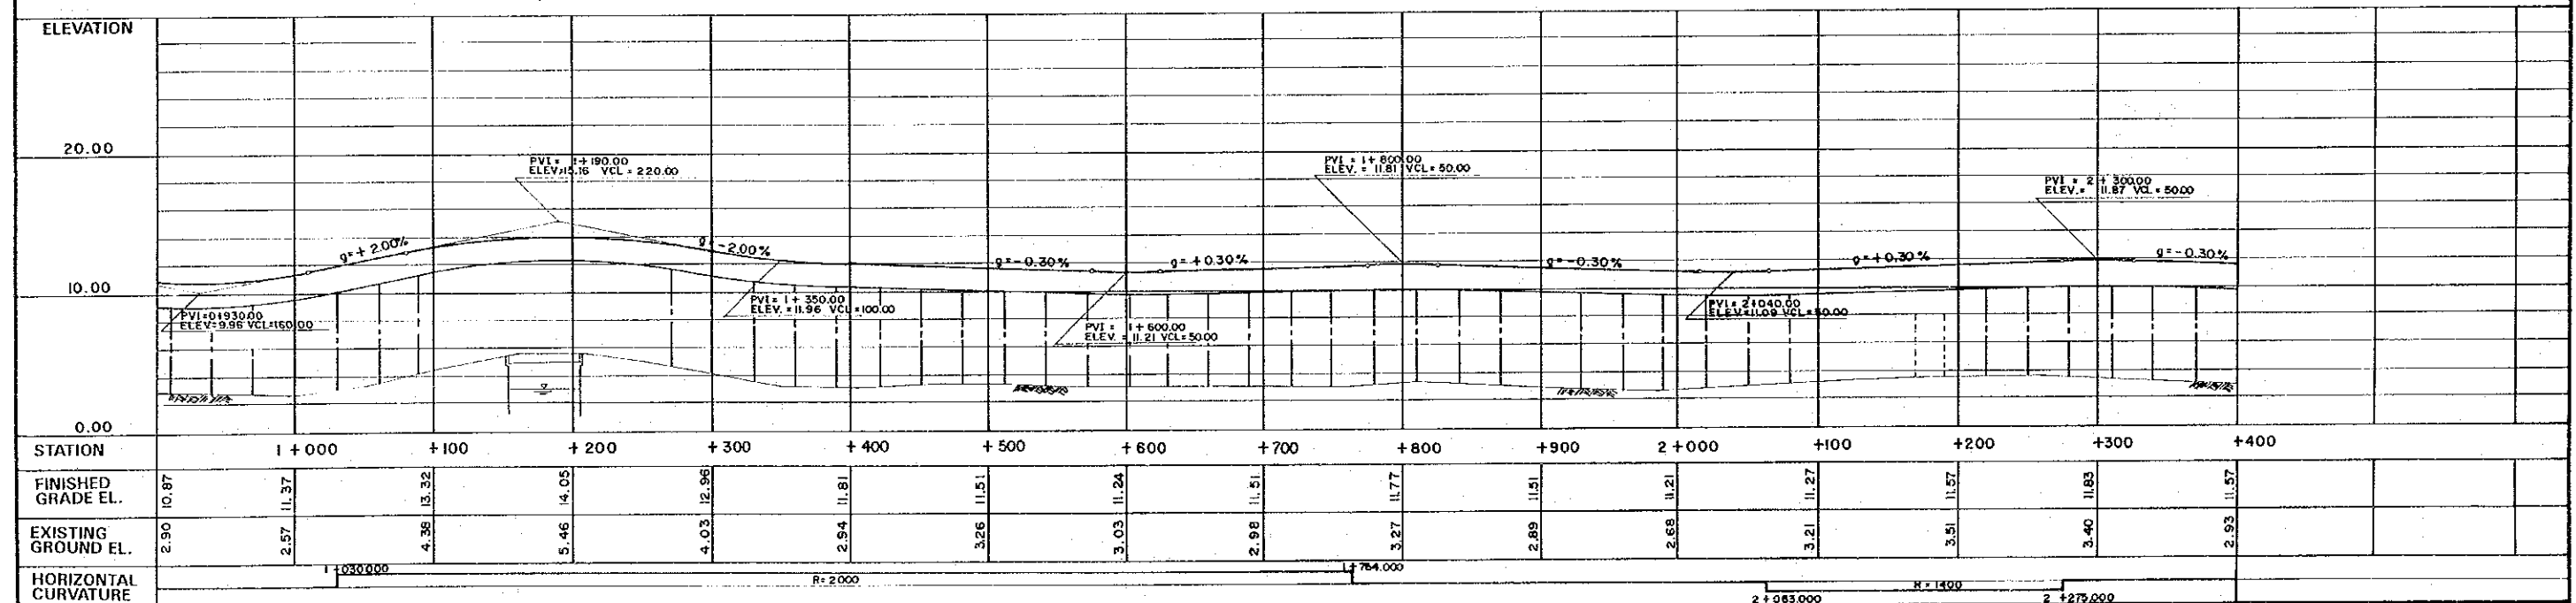 ELEVATION
20.00
10.00
0.00
PVI = 1+190.00
ELEV=15.16 VCL = 220.00
PVI = 1+800.00
ELEV. = 11.81 VCL = 50.00
PVI = 2+300.00
ELEV. = 11.87 VCL = 50.00
g=+2.00%
g=-2.00%
g=-0.30%
g=+0.30%
g=-0.30%
g=+0.30%
g=-0.30%
PVI=0+930.00
ELEV=9.96 VCL=160.00
PVI = 1+350.00
ELEV. = 11.96 VCL = 100.00
PVI = 1+600.00
ELEV. = 11.21 VCL=50.00
PVI = 2+040.00
ELEV=11.09 VCL=50.00
STATION 1+000 +100 +200 +300 +400 +500 +600 +700 +800 +900 2+000 +100 +200 +300 +400
FINISHED
GRADE EL.
10.87 11.37 13.32 14.05 12.96 11.81 11.51 11.24 11.51 11.77 11.51 11.21 11.27 11.57 11.83 11.57
EXISTING
GROUND EL.
2.90 2.57 4.38 5.46 4.03 2.94 3.26 3.03 2.98 3.27 2.89 2.68 3.21 3.51 3.40 2.93
HORIZONTAL
CURVATURE
1+030.000
R=2000
1+764.000
2+063.000
R=1400
2+275.000